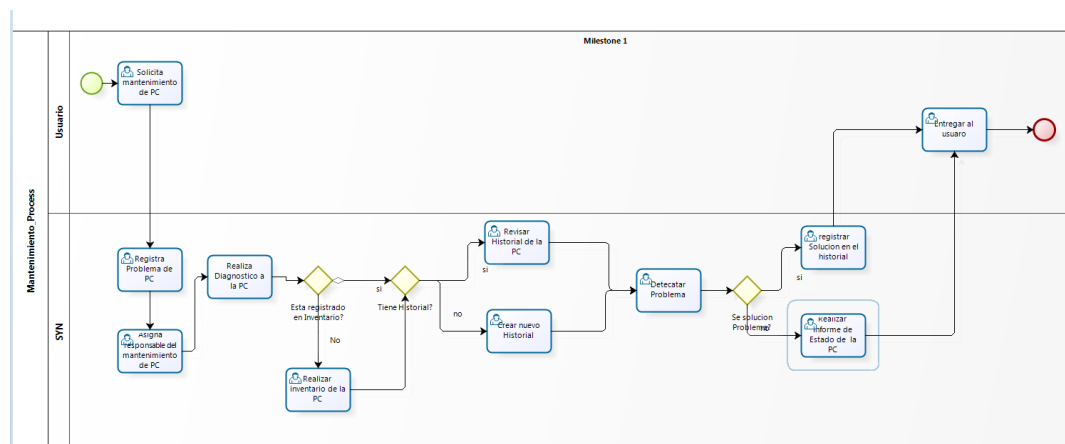 Milestone 1
Mantenimiento_Process
Usuario
Solicita
mantenimiento
de PC
Entregar al
usuaro
SYN
Registra
Problema de
PC
Asigna
responsable del
mantenimiento
de PC
Realiza
Diagnostico a
la PC
Esta registrado
en Inventario?
si
No
Realizar
inventario de la
PC
Tiene Historial?
si
no
Revisar
Historial de la
PC
Crear nuevo
Historial
Detecatar
Problema
Se solucion
Problema?
si
no
registrar
Solucion en el
historial
Realizar
Informe de
Estado de la
PC